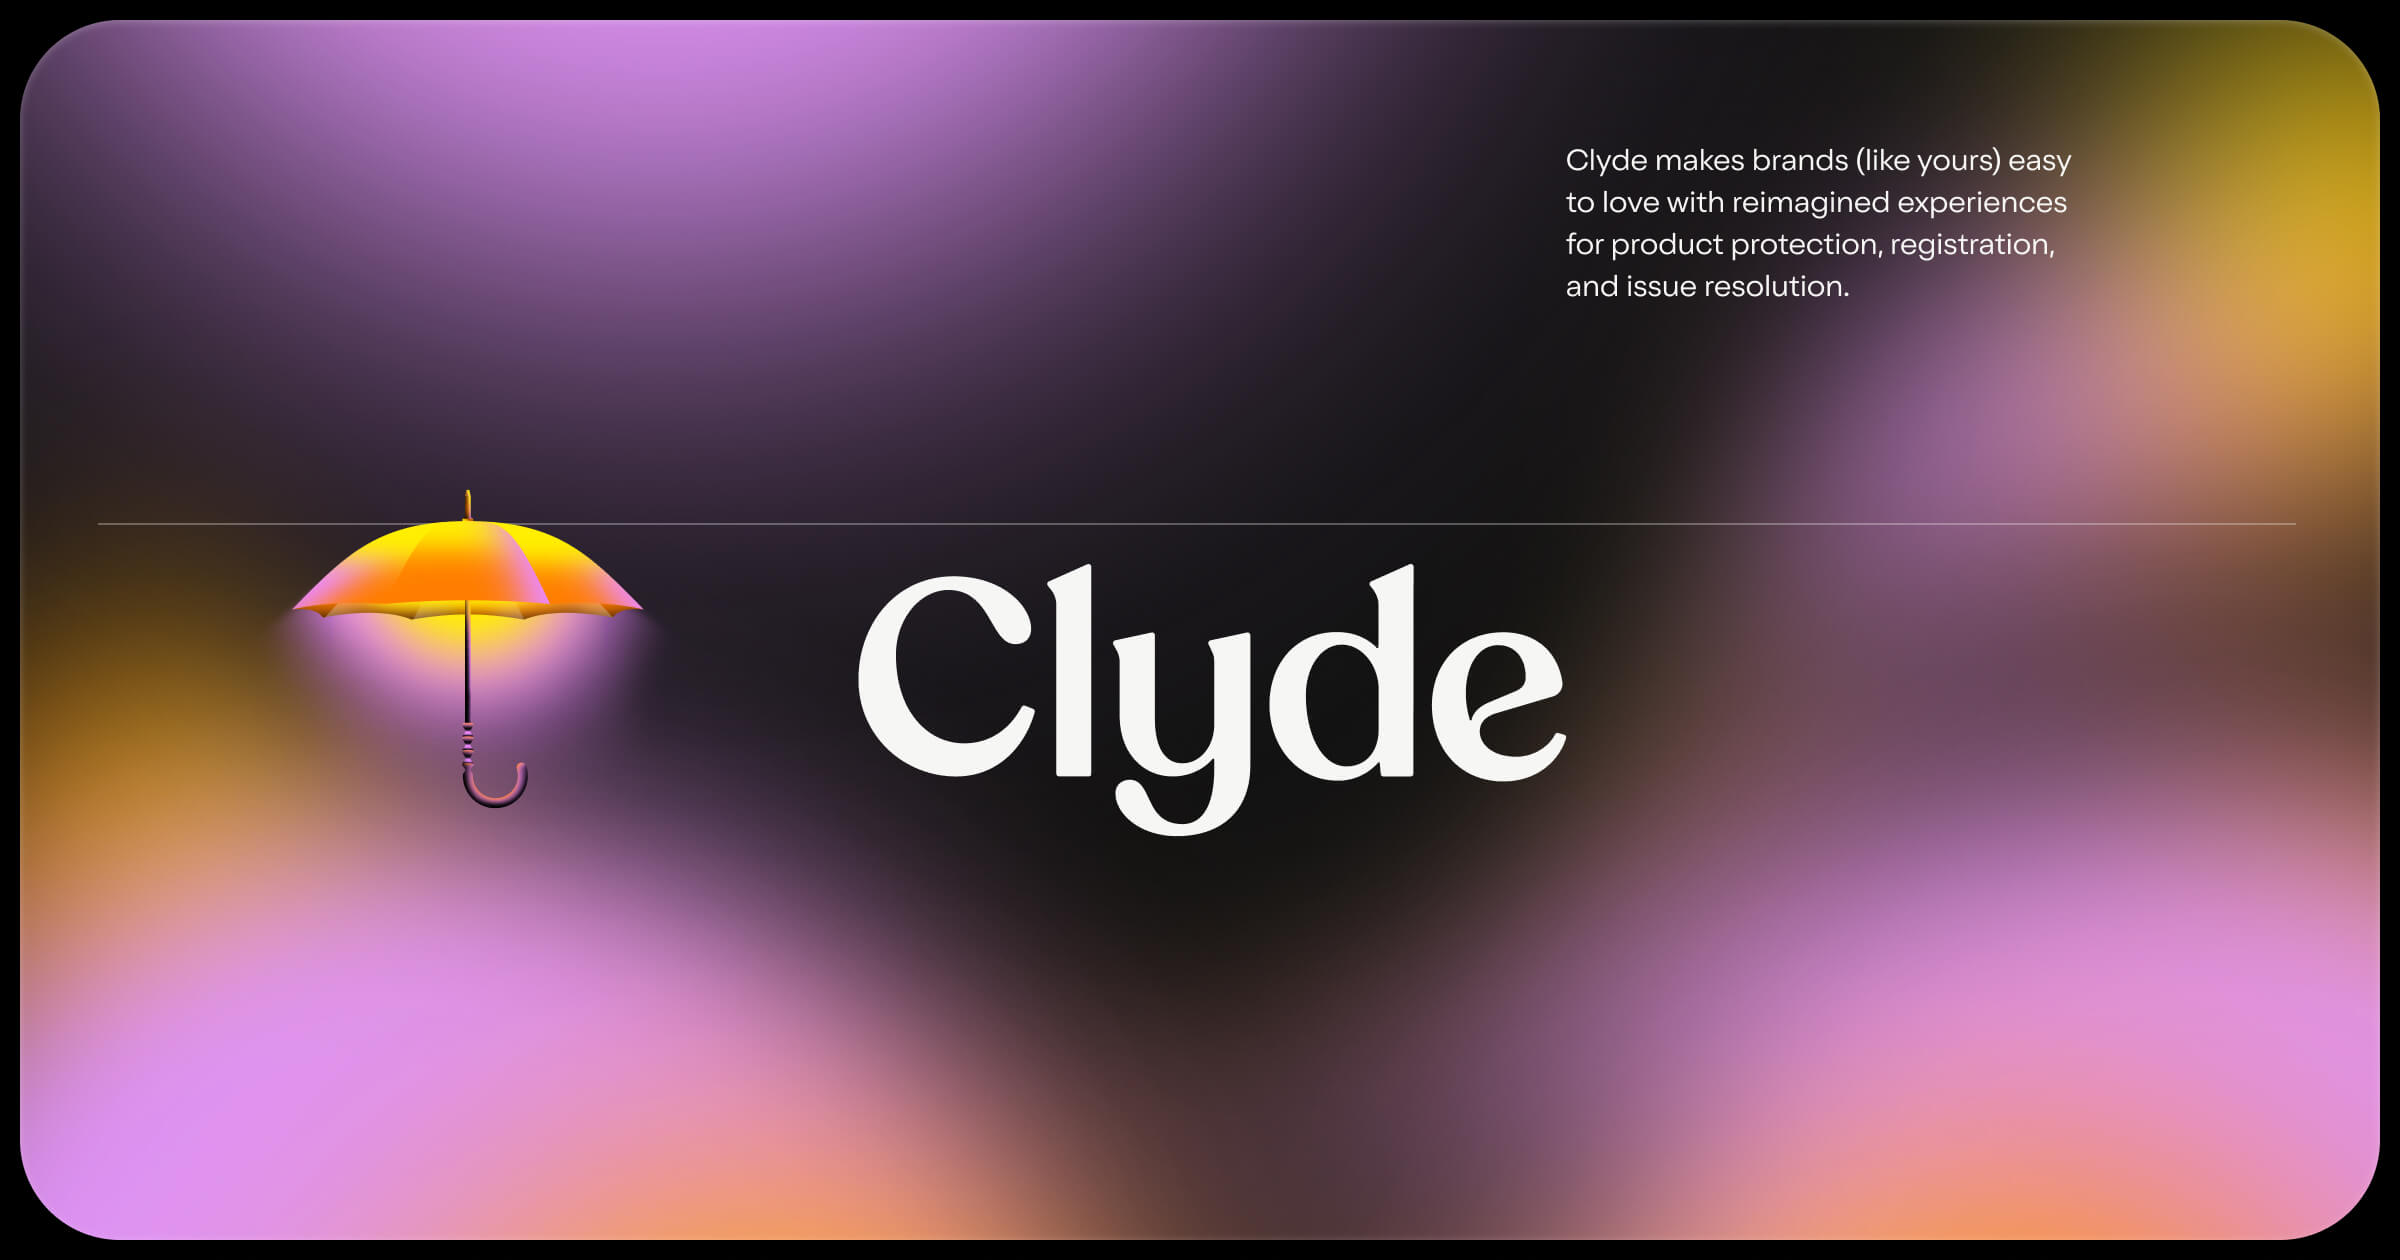 Clyde makes brands (like yours) easy
to love with reimagined experiences
for product protection, registration,
and issue resolution.
Clyde